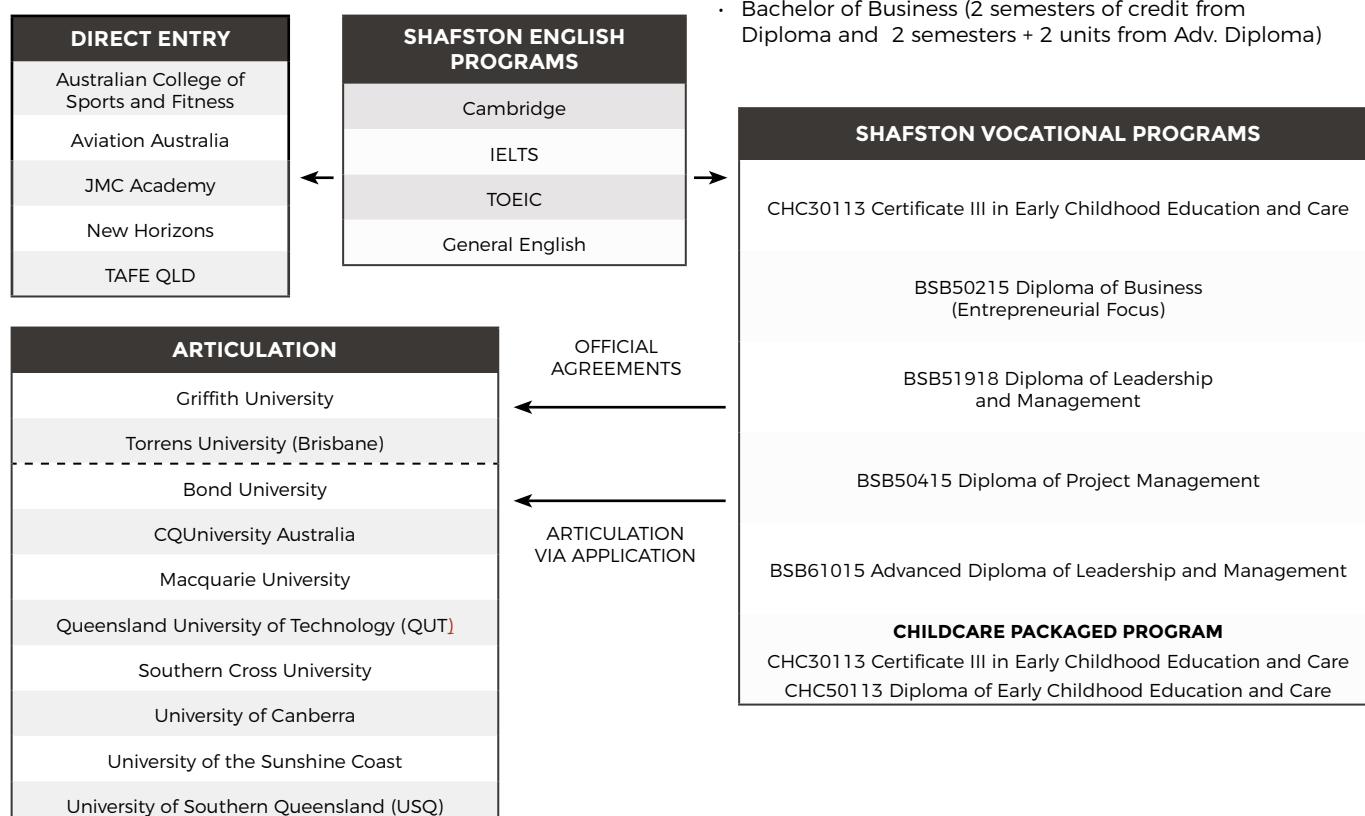 • Bachelor of Business (2 semesters of credit from
Diploma and 2 semesters + 2 units from Adv. Diploma)
DIRECT ENTRY
Australian College of
Sports and Fitness
Aviation Australia
JMC Academy
New Horizons
TAFE QLD
SHAFSTON ENGLISH
PROGRAMS
Cambridge
IELTS
TOEIC
General English
SHAFSTON VOCATIONAL PROGRAMS
CHC30113 Certificate III in Early Childhood Education and Care
BSB50215 Diploma of Business
(Entrepreneurial Focus)
BSB51918 Diploma of Leadership
and Management
BSB50415 Diploma of Project Management
BSB61015 Advanced Diploma of Leadership and Management
CHILDCARE PACKAGED PROGRAM
CHC30113 Certificate III in Early Childhood Education and Care
CHC50113 Diploma of Early Childhood Education and Care
OFFICIAL
AGREEMENTS
ARTICULATION
VIA APPLICATION
ARTICULATION
Griffith University
Torrens University (Brisbane)
Bond University
CQUniversity Australia
Macquarie University
Queensland University of Technology (QUT)
Southern Cross University
University of Canberra
University of the Sunshine Coast
University of Southern Queensland (USQ)